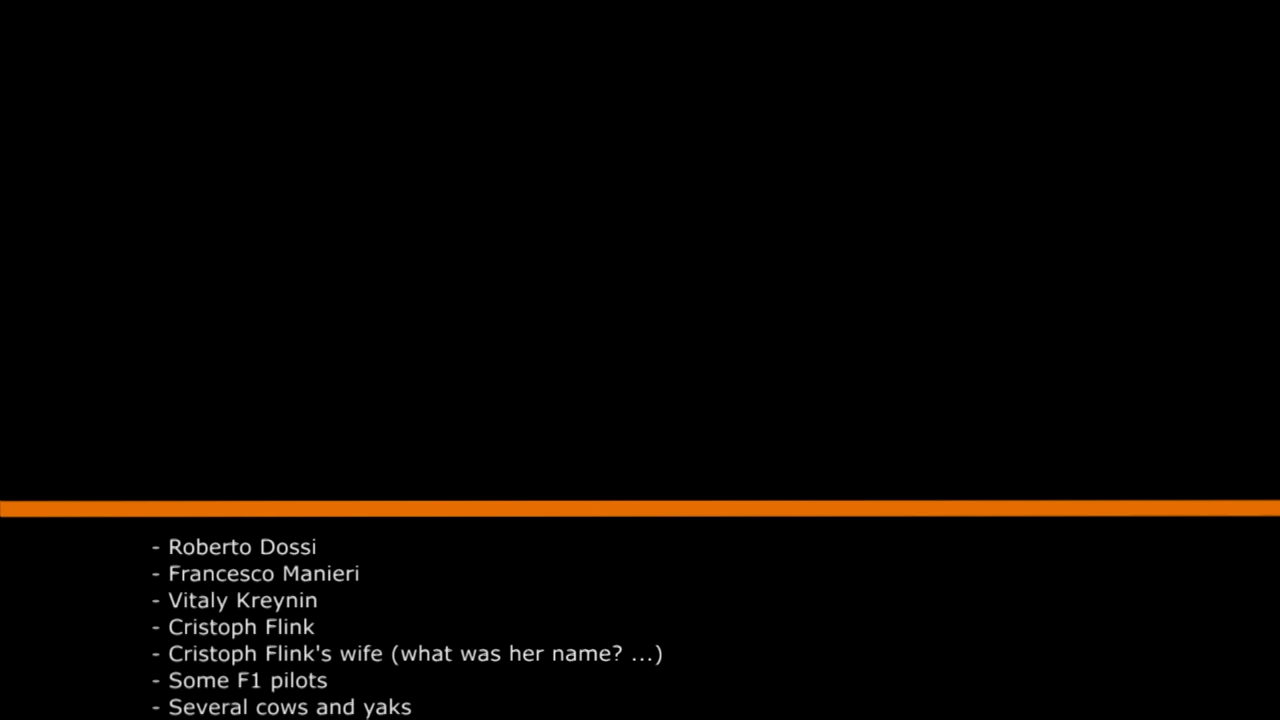 - Roberto Dossi
- Francesco Manieri
- Vitaly Kreynin
- Cristoph Flink
- Cristoph Flink's wife (what was her name? ...)
- Some F1 pilots
- Several cows and yaks